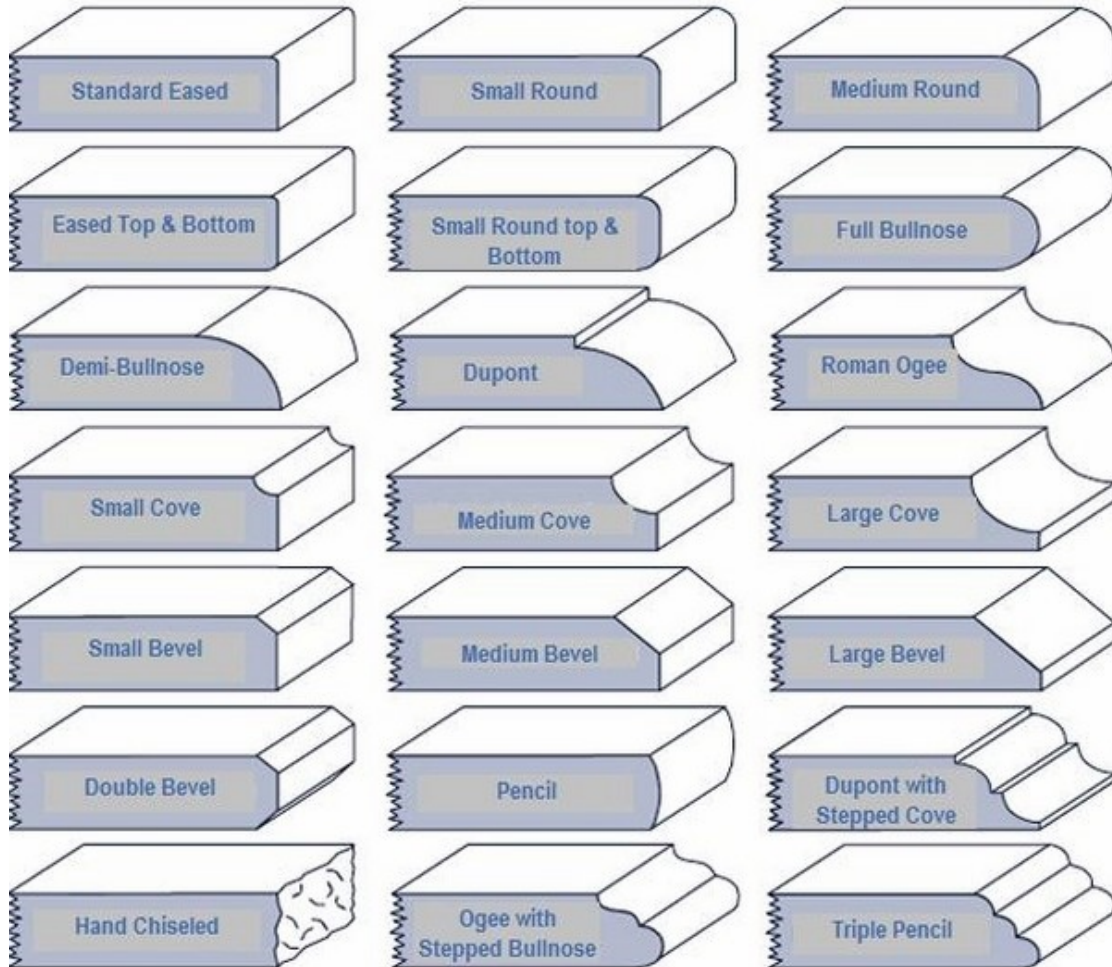 Standard Eased
Small Round
Medium Round
Eased Top & Bottom
Small Round top &
Bottom
Full Bullnose
Demi-Bullnose
Dupont
Roman Ogee
Small Cove
Medium Cove
Large Cove
Small Bevel
Medium Bevel
Large Bevel
Double Bevel
Pencil
Dupont with
Stepped Cove
Hand Chiseled
Ogee with
Stepped Bullnose
Triple Pencil